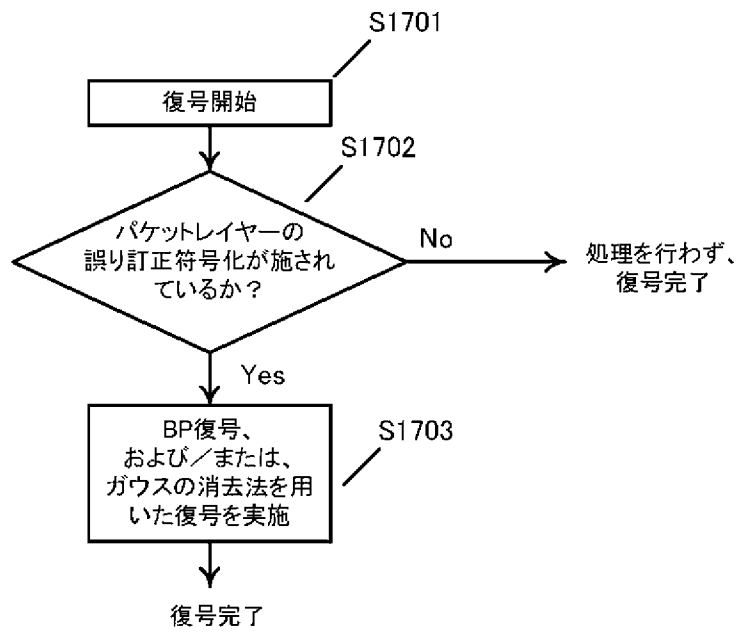 S1701
復号開始
S1702
パケットレイヤーの
誤り訂正符号化が施され
ているか？
No
処理を行わず、
復号完了
Yes
BP復号、
および／または、
ガウスの消去法を用
いた復号を実施
S1703
復号完了